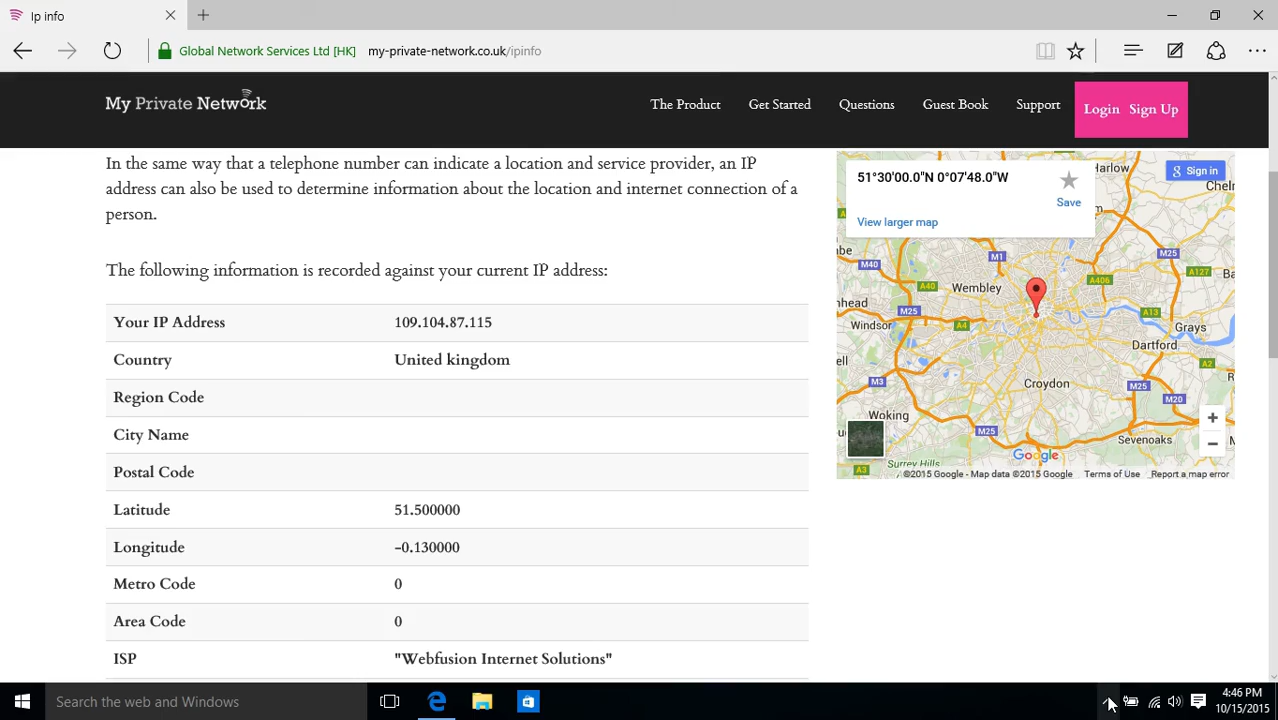 Ip info
Global Network Services Ltd [HK] my-private-network.co.uk/ipinfo
My Private Network
The Product Get Started Questions Guest Book Support Login Sign Up
In the same way that a telephone number can indicate a location and service provider, an IP
address can also be used to determine information about the location and internet connection of a
person.
The following information is recorded against your current IP address:
Your IP Address 109.104.87.115
Country United kingdom
Region Code
City Name
Postal Code
Latitude 51.500000
Longitude -0.130000
Metro Code 0
Area Code 0
ISP "Webfusion Internet Solutions"
51°30'00.0"N 0°07'48.0"W
Save
View larger map
Sign in
Harlow
M25
M40
M1
A40
A406
A127
Wembley
Windsor
M25
A4
A13
Grays
Dartford
A2
M3
Croydon
M25
M20
Woking
M25
Sevenoaks
Surrey Hills
Google
A3
©2015 Google - Map data ©2015 Google Terms of Use Report a map error
Search the web and Windows
4:46 PM
10/15/2015